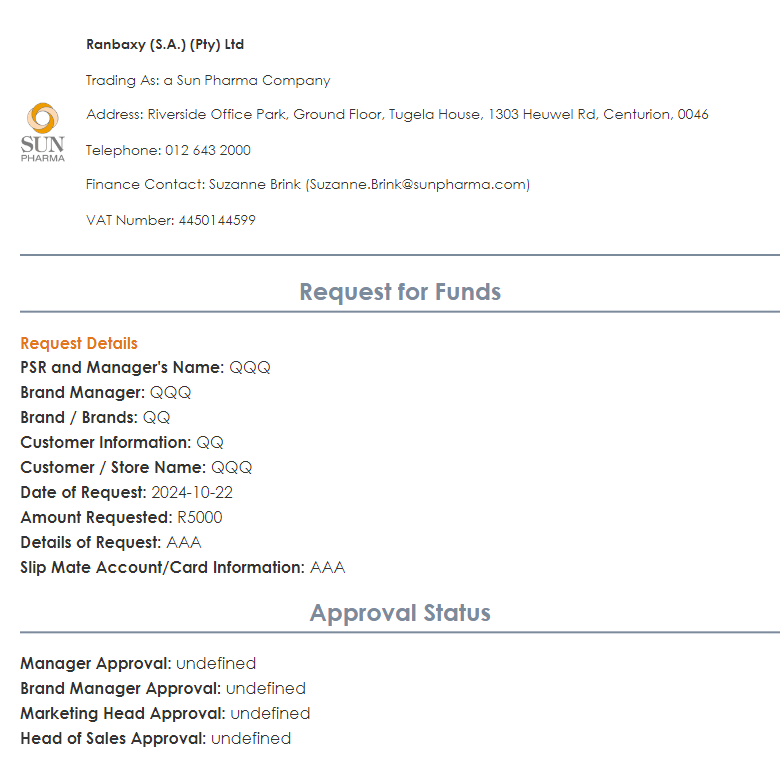 Ranbaxy (S.A.) (Pty) Ltd
Trading As: a Sun Pharma Company
Address: Riverside Office Park, Ground Floor, Tugela House, 1303 Heuwel Rd, Centurion, 0046
SUN
PHARMA
Telephone: 012 643 2000
Finance Contact: Suzanne Brink (Suzanne.Brink@sunpharma.com)
VAT Number: 4450144599
Request for Funds
Request Details
PSR and Manager's Name: QQQ
Brand Manager: QQQ
Brand / Brands: QQ
Customer Information: QQ
Customer / Store Name: QQQ
Date of Request: 2024-10-22
Amount Requested: R5000
Details of Request: AAA
Slip Mate Account/Card Information: AAA
Approval Status
Manager Approval: undefined
Brand Manager Approval: undefined
Marketing Head Approval: undefined
Head of Sales Approval: undefined